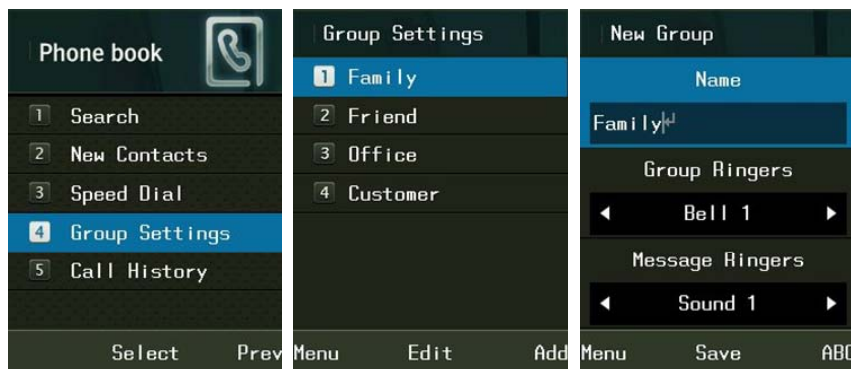 Phone book
1 Search
2 New Contacts
3 Speed Dial
4 Group Settings
5 Call History
Select Prev
Group Settings
1 Family
2 Friend
3 Office
4 Customer
Menu Edit Add
New Group
Name
Family
Group Ringers
Bell 1
Message Ringers
Sound 1
Menu Save ABC